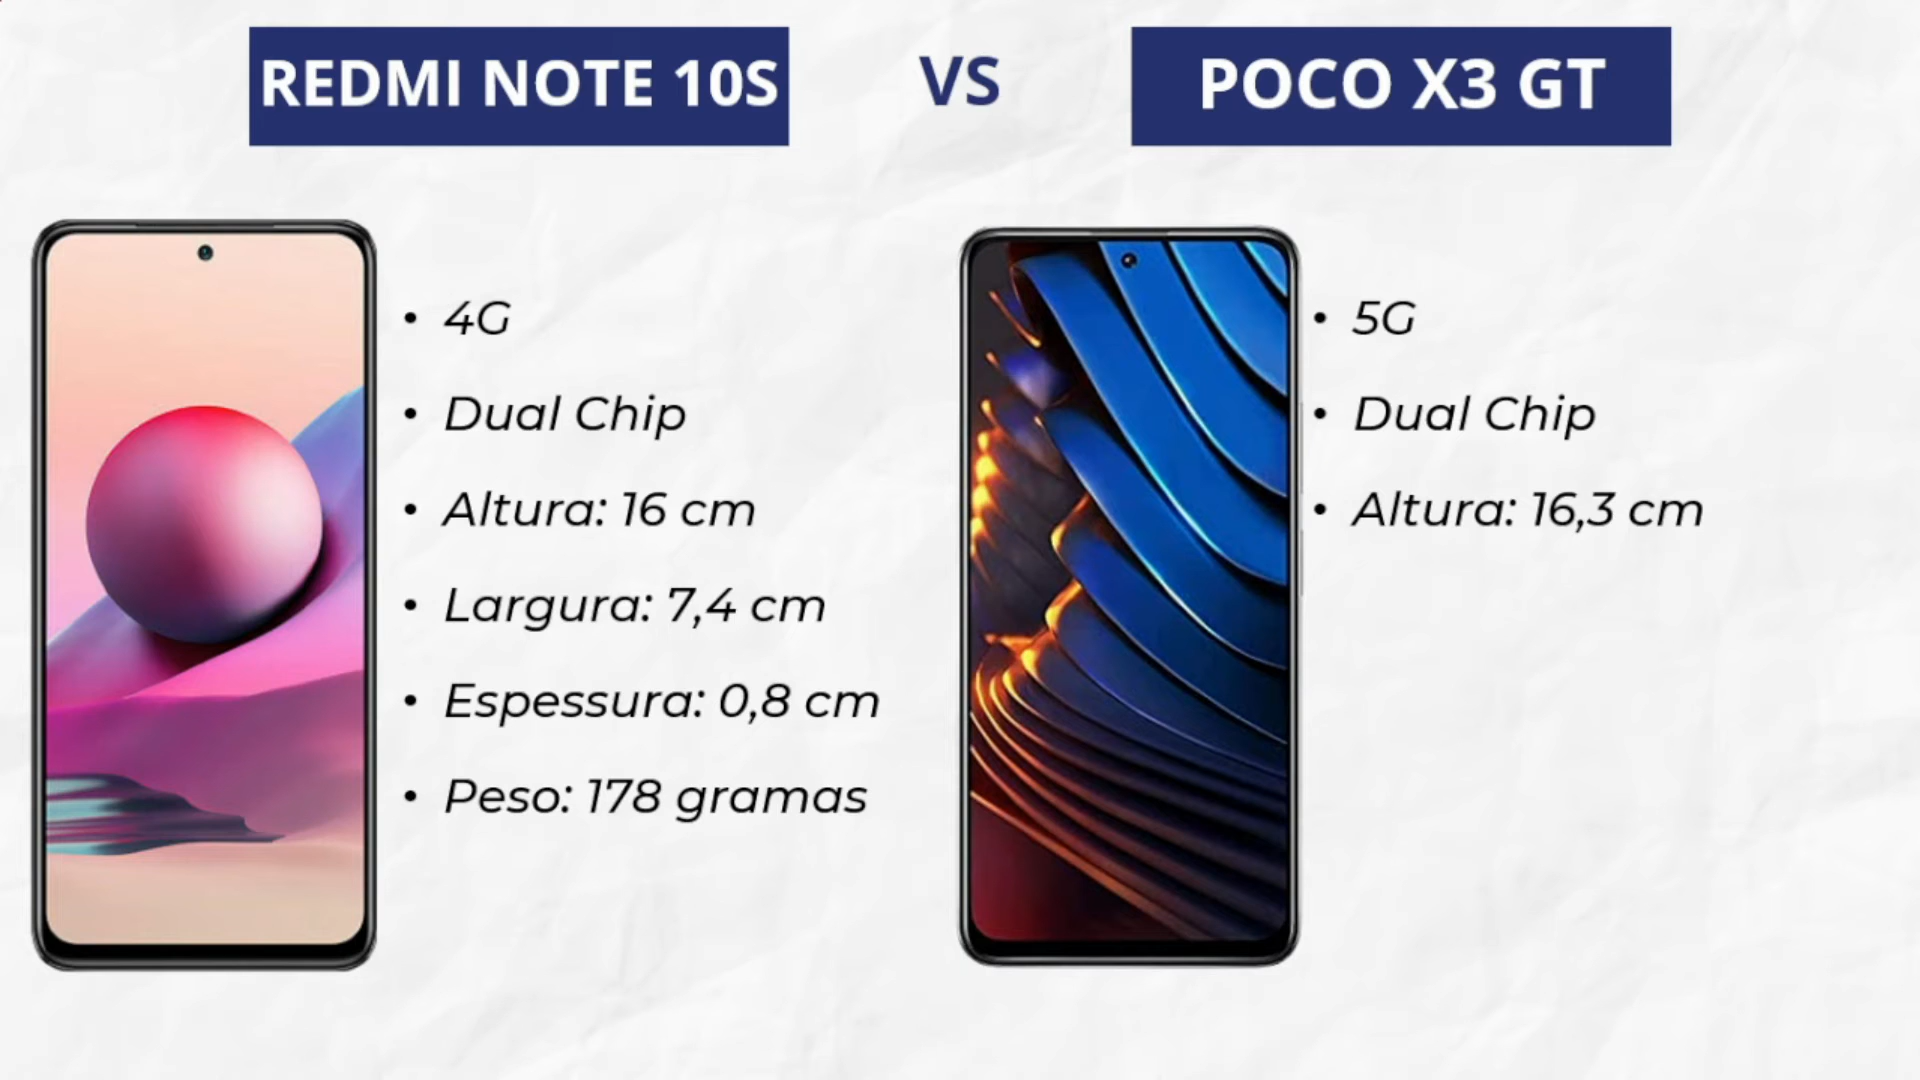 REDMI NOTE 10S
VS
POCO X3 GT
• 4G
• Dual Chip
• Altura: 16 cm
• Largura: 7,4 cm
• Espessura: 0,8 cm
• Peso: 178 gramas
• 5G
• Dual Chip
• Altura: 16,3 cm